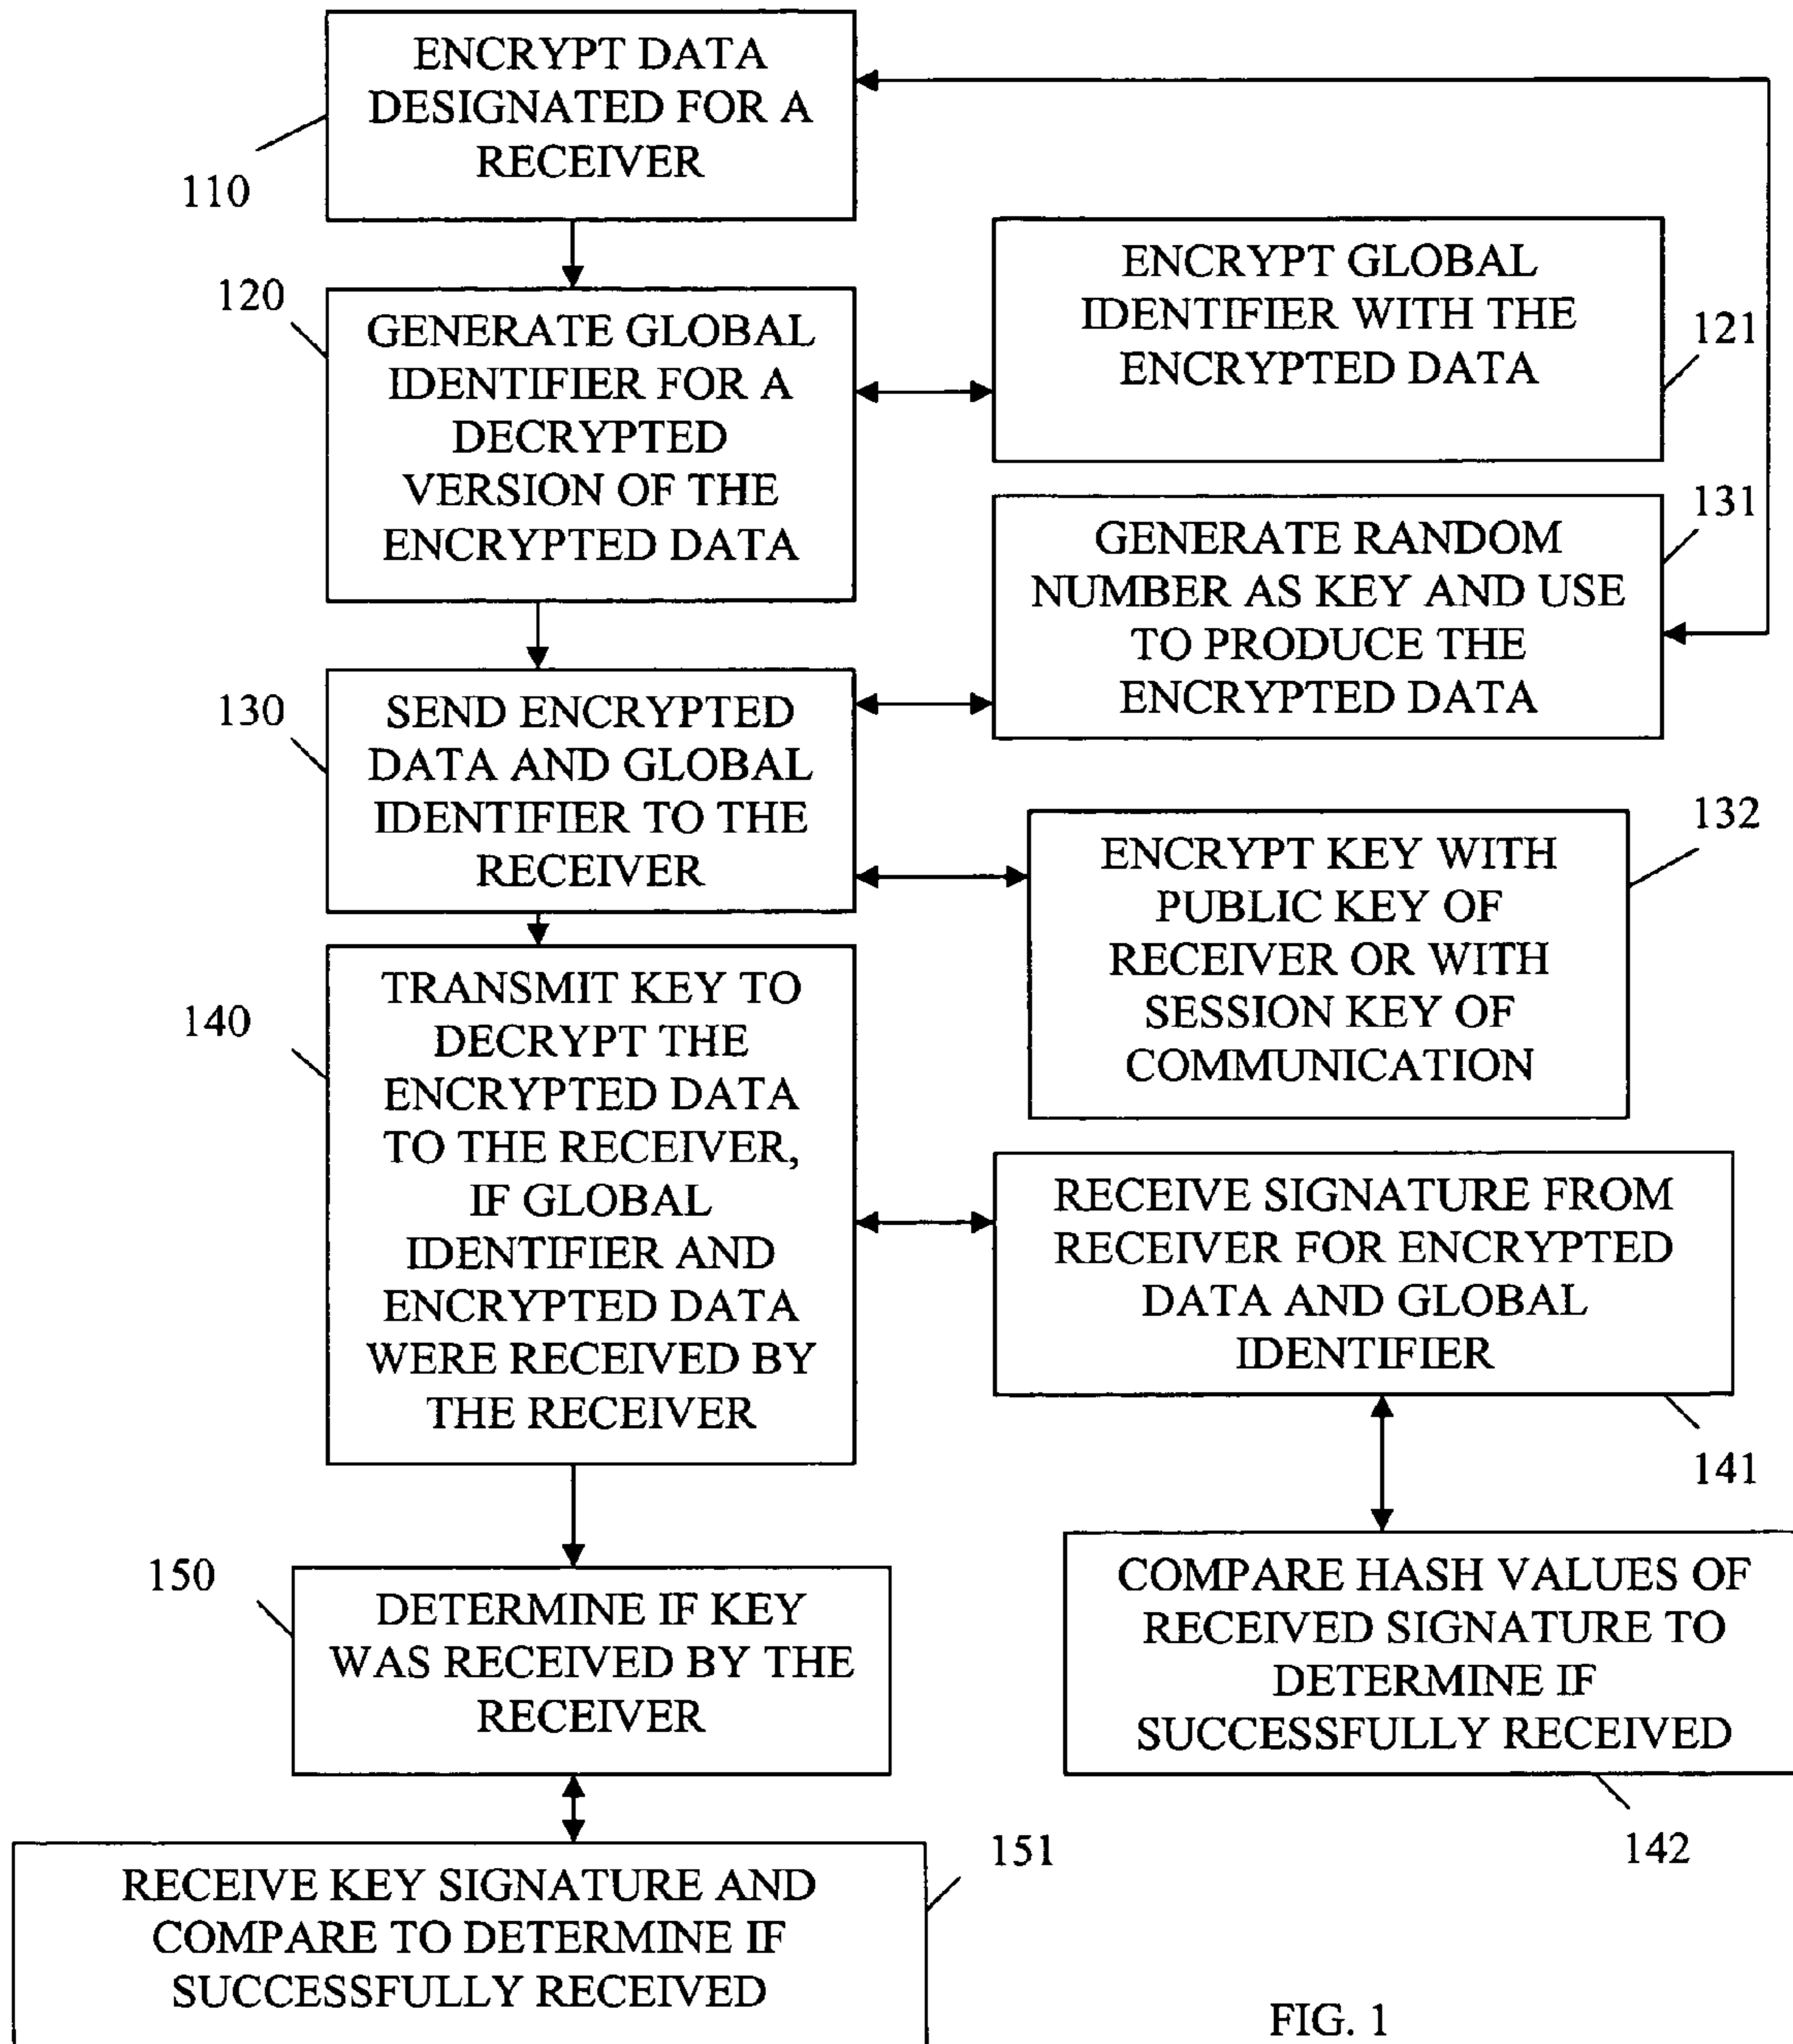 ENCRYPT DATA
DESIGNATED FOR A
RECEIVER
110
120
GENERATE GLOBAL
IDENTIFIER FOR A
DECRYPTED
VERSION OF THE
ENCRYPTED DATA
ENCRYPT GLOBAL
IDENTIFIER WITH THE
ENCRYPTED DATA
121
131
GENERATE RANDOM
NUMBER AS KEY AND USE
TO PRODUCE THE
ENCRYPTED DATA
130
SEND ENCRYPTED
DATA AND GLOBAL
IDENTIFIER TO THE
RECEIVER
132
ENCRYPT KEY WITH
PUBLIC KEY OF
RECEIVER OR WITH
SESSION KEY OF
COMMUNICATION
140
TRANSMIT KEY TO
DECRYPT THE
ENCRYPTED DATA
TO THE RECEIVER,
IF GLOBAL
IDENTIFIER AND
ENCRYPTED DATA
WERE RECEIVED BY
THE RECEIVER
RECEIVE SIGNATURE FROM
RECEIVER FOR ENCRYPTED
DATA AND GLOBAL
IDENTIFIER
141
150
DETERMINE IF KEY
WAS RECEIVED BY THE
RECEIVER
COMPARE HASH VALUES OF
RECEIVED SIGNATURE TO
DETERMINE IF
SUCCESSFULLY RECEIVED
142
151
RECEIVE KEY SIGNATURE AND
COMPARE TO DETERMINE IF
SUCCESSFULLY RECEIVED
FIG. 1